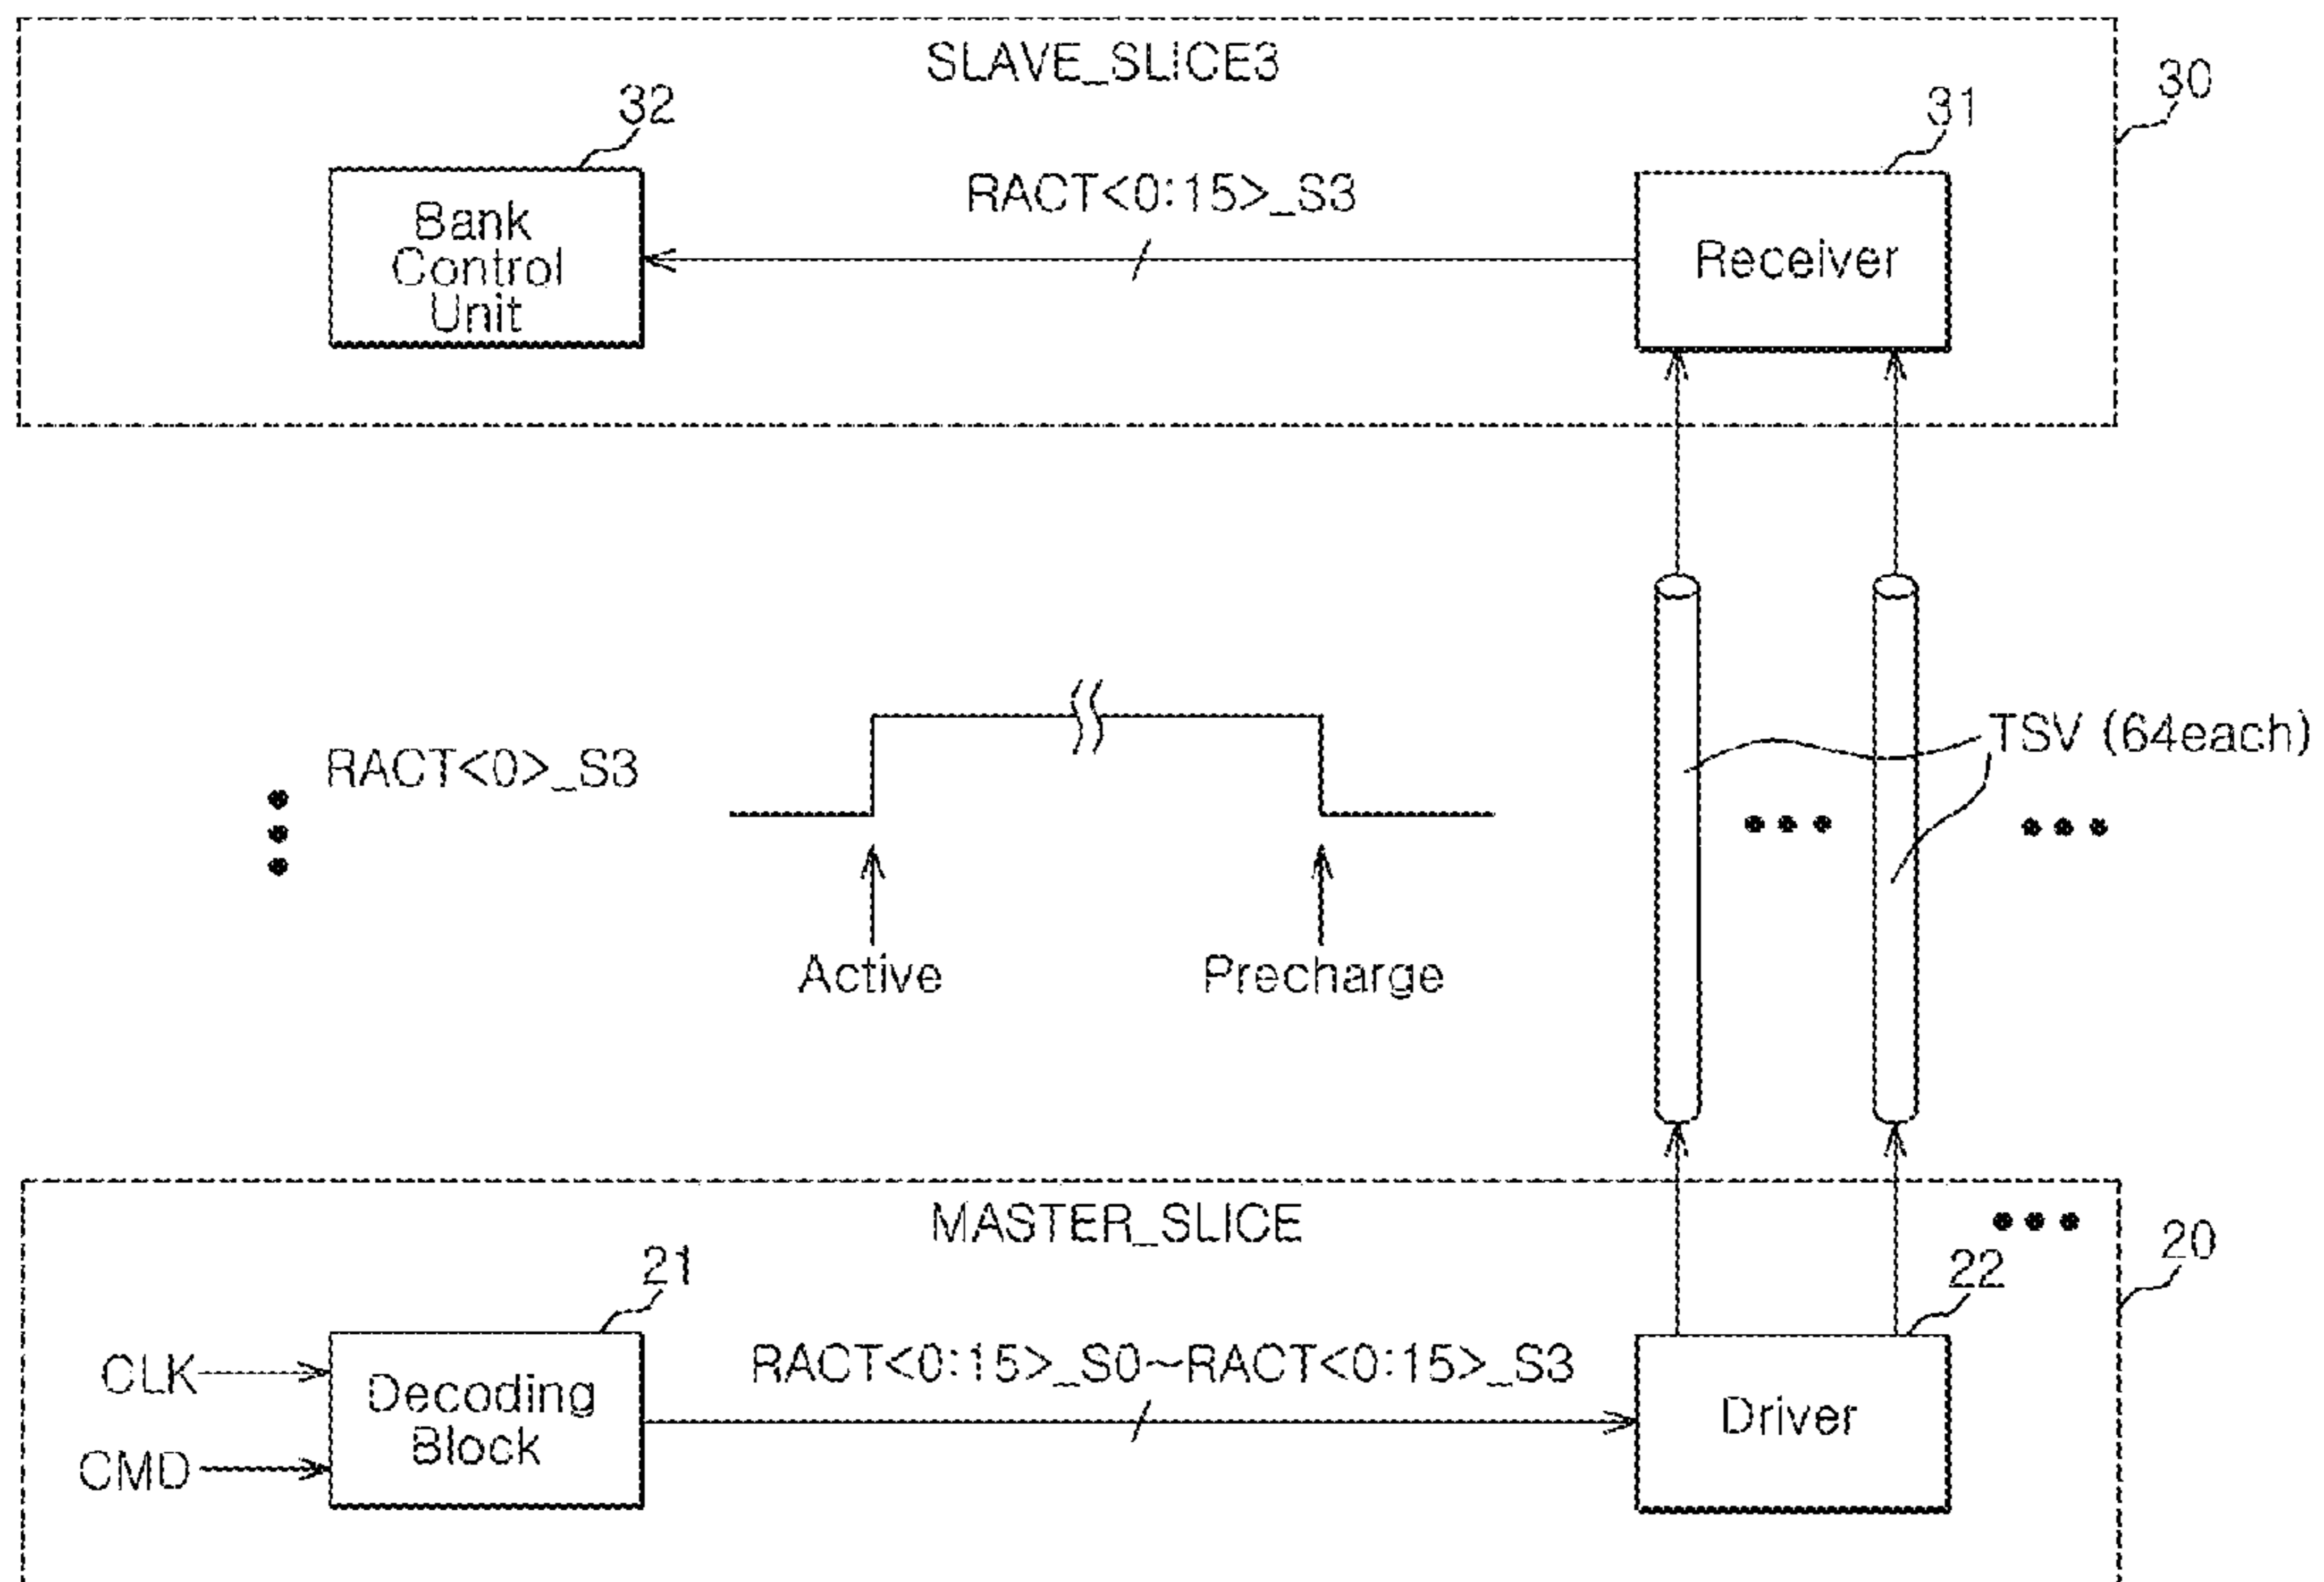 SLAVE_SLICE3
30
32
31
RACT<0:15>_S3
Bank
Control
Unit
Receiver
TSV (64each)
RACT<0>_S3
Active
Precharge
MASTER_SLICE
20
21
22
RACT<0:15>_S0~RACT<0:15>_S3
CLK
Decoding
Block
Driver
CMD